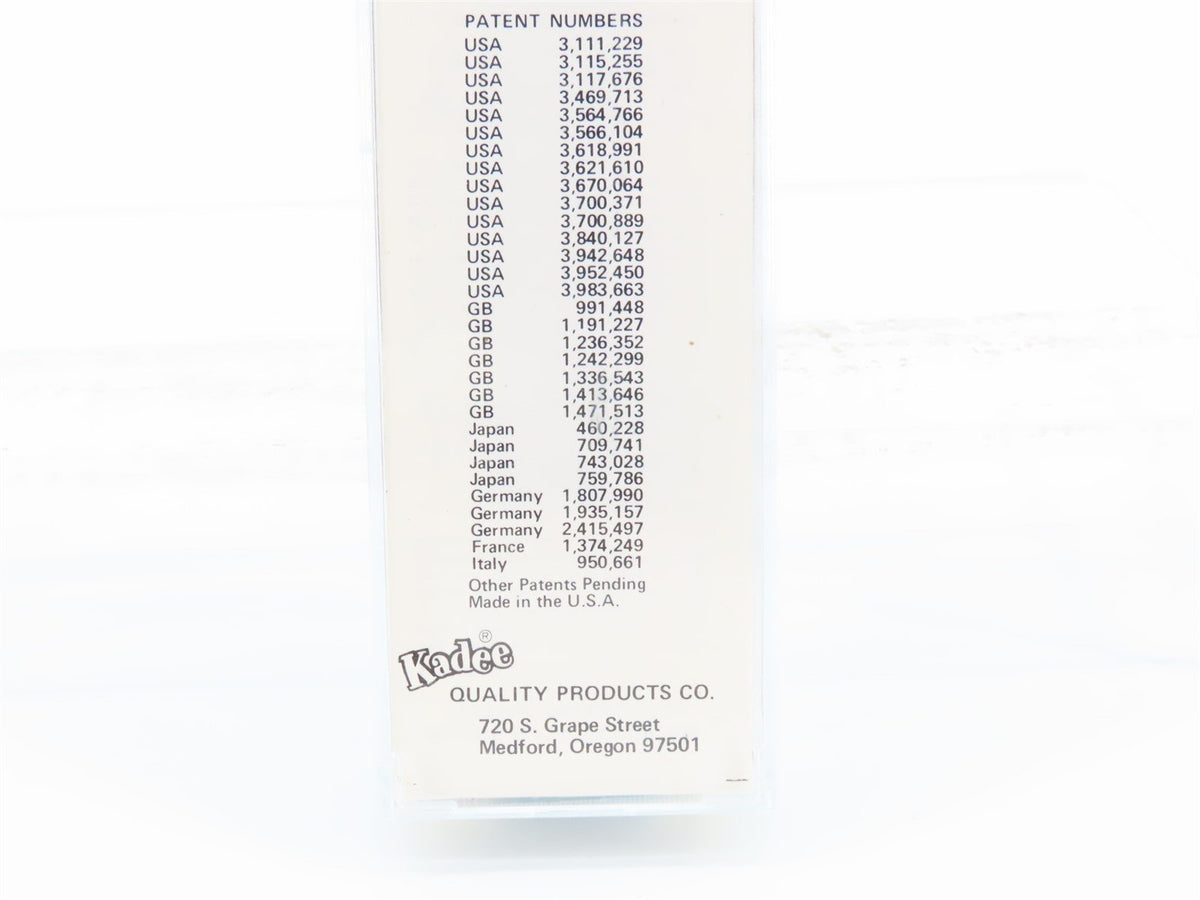 PATENT NUMBERS
USA 3,111,229
USA 3,115,255
USA 3,117,676
USA 3,469,713
USA 3,564,766
USA 3,566,104
USA 3,618,991
USA 3,621,610
USA 3,670,064
USA 3,700,371
USA 3,700,889
USA 3,840,127
USA 3,942,648
USA 3,952,450
USA 3,983,663
GB 991,448
GB 1,191,227
GB 1,236,352
GB 1,242,299
GB 1,336,543
GB 1,413,646
GB 1,471,513
Japan 460,228
Japan 709,741
Japan 743,028
Japan 759,786
Germany 1,807,990
Germany 1,935,157
Germany 2,415,497
France 1,374,249
Italy 950,661
Other Patents Pending
Made in the U.S.A.
Kadee®
QUALITY PRODUCTS CO.
720 S. Grape Street
Medford, Oregon 97501